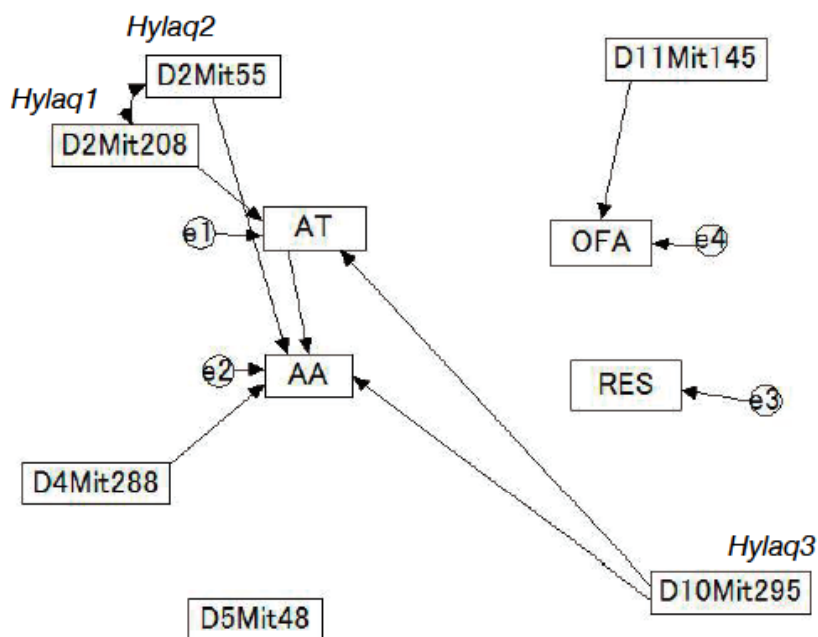 Hylaq2
D2Mit55
D11Mit145
Hylaq1
D2Mit208
e1
AT
OFA
e4
e2
AA
RES
e3
D4Mit288
Hylaq3
D10Mit295
D5Mit48